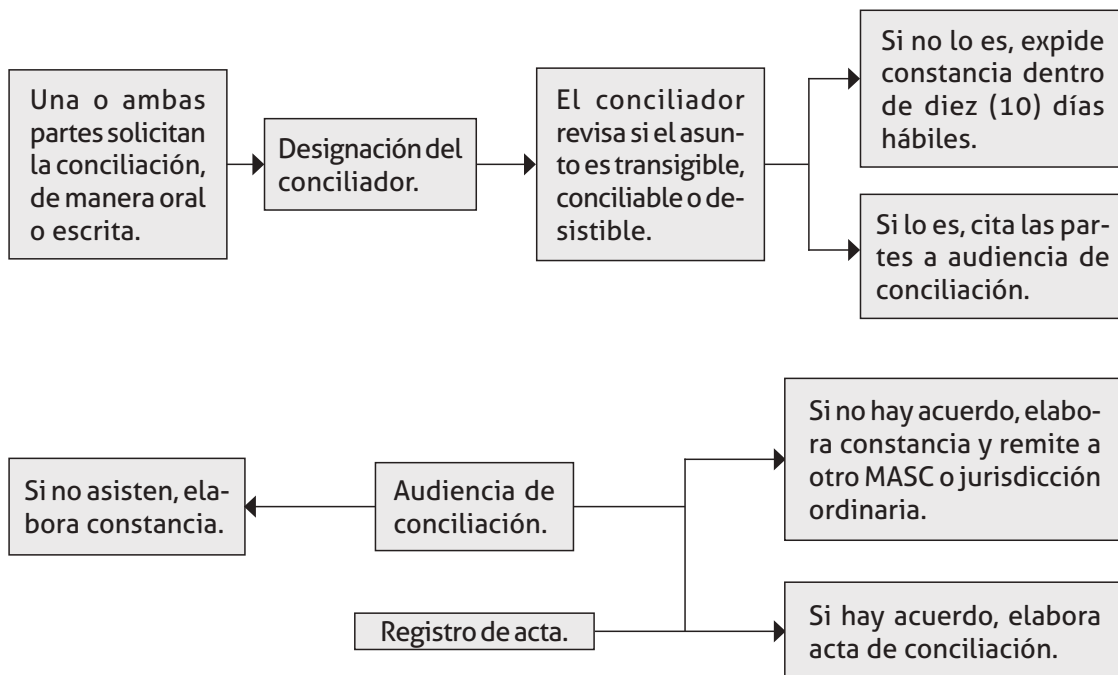 Una o ambas
partes solicitan
la conciliación,
de manera oral
o escrita.
Designación del
conciliador.
El conciliador
revisa si el asun-
to es transigible,
conciliable o de-
sistible.
Si no lo es, expide
constancia dentro
de diez (10) días
hábiles.
Si lo es, cita las par-
tes a audiencia de
conciliación.
Si no asisten, ela-
bora constancia.
Audiencia de
conciliación.
Si no hay acuerdo, elabo-
ra constancia y remite a
otro MASC o jurisdicción
ordinaria.
Registro de acta.
Si hay acuerdo, elabora
acta de conciliación.